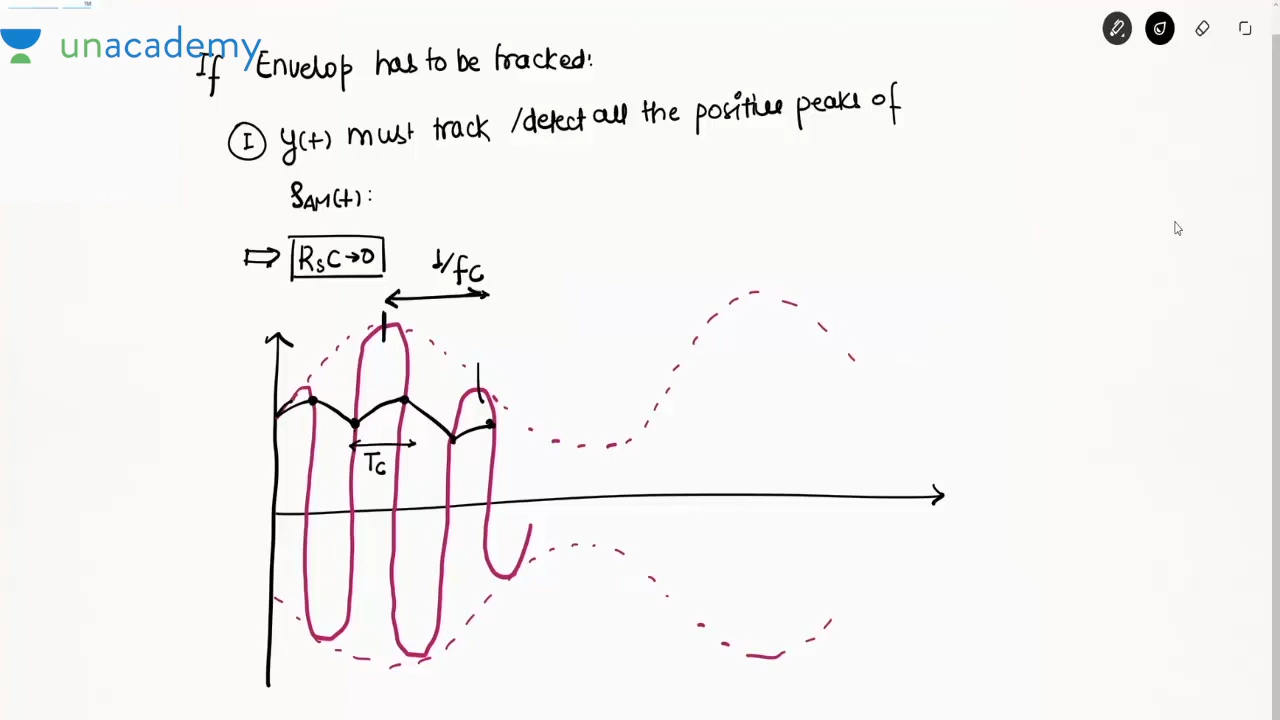 unacademy
If Envelop has to be tracked:
I y(t) must track /detect all the positive peaks of
SAM(t):
⇒ RsC→0
1/fc
Tc